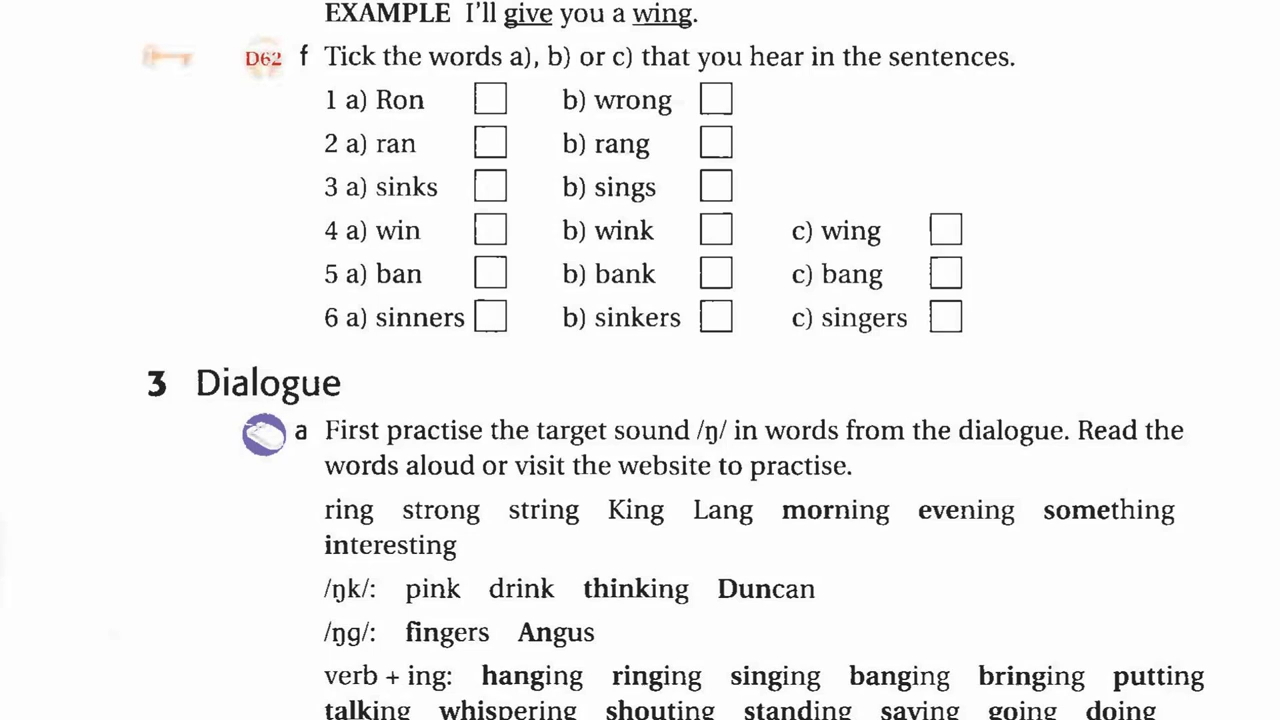 EXAMPLE I'll give you a wing.
D62 f Tick the words a), b) or c) that you hear in the sentences.
1 a) Ron b) wrong
2 a) ran b) rang
3 a) sinks b) sings
4 a) win b) wink c) wing
5 a) ban b) bank c) bang
6 a) sinners b) sinkers c) singers
3 Dialogue
a First practise the target sound /ŋ/ in words from the dialogue. Read the
words aloud or visit the website to practise.
ring strong string King Lang morning evening something
interesting
/ŋk/: pink drink thinking Duncan
/ŋg/: fingers Angus
verb + ing: hanging ringing singing banging bringing putting
talking whispering shouting standing saying going doing